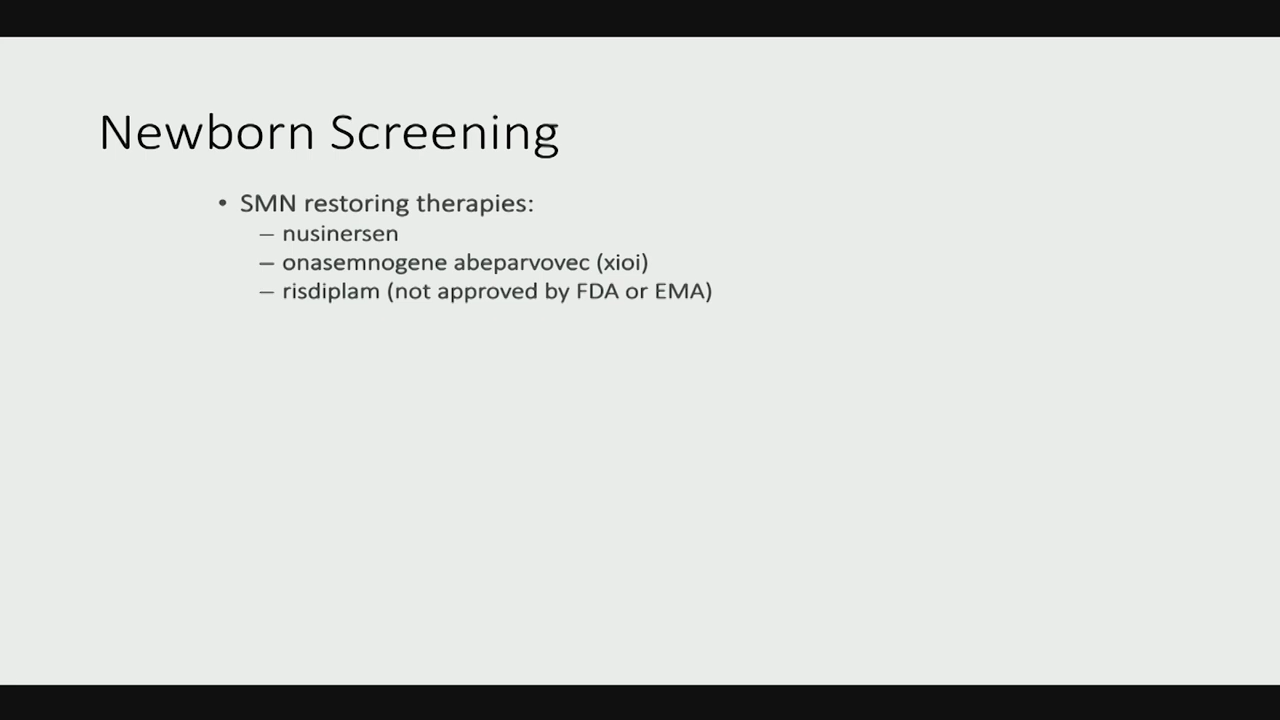 Newborn Screening
• SMN restoring therapies:
– nusinersen
– onasemnogene abeparvovec (xioi)
– risdiplam (not approved by FDA or EMA)